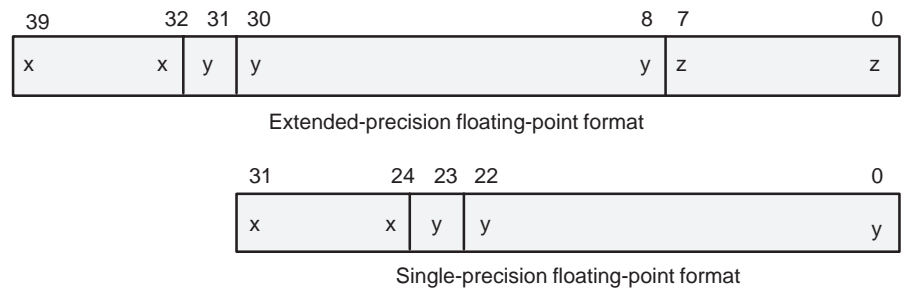 39 32 31 30 8 7 0
x x y y y z z
Extended-precision floating-point format
31 24 23 22 0
x x y y y
Single-precision floating-point format